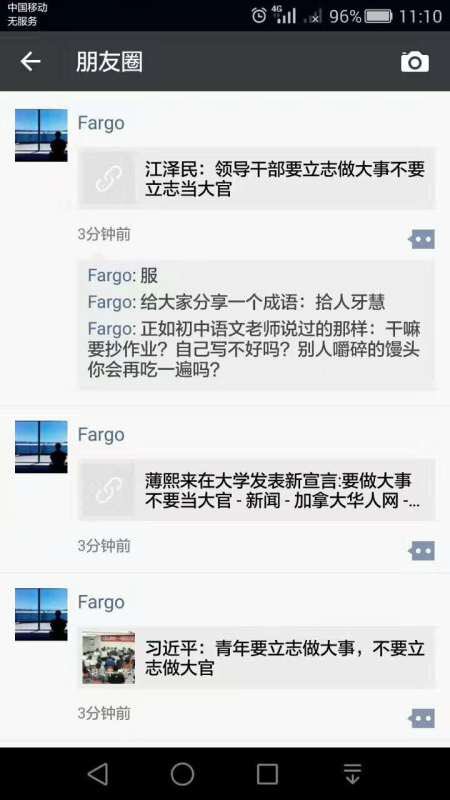 中国移动
无服务
4G
96%
11:10
朋友圈
Fargo
江泽民：领导干部要立志做大事不要
立志当大官
3分钟前
Fargo: 服
Fargo: 给大家分享一个成语：拾人牙慧
Fargo: 正如初中语文老师说过的那样：干嘛
要抄作业？自己写不好吗？别人嚼碎的馒头
你会再吃一遍吗？
Fargo
薄熙来在大学发表新宣言:要做大事
不要当大官 - 新闻 - 加拿大华人网 -...
3分钟前
Fargo
习近平：青年要立志做大事，不要立
志做大官
3分钟前